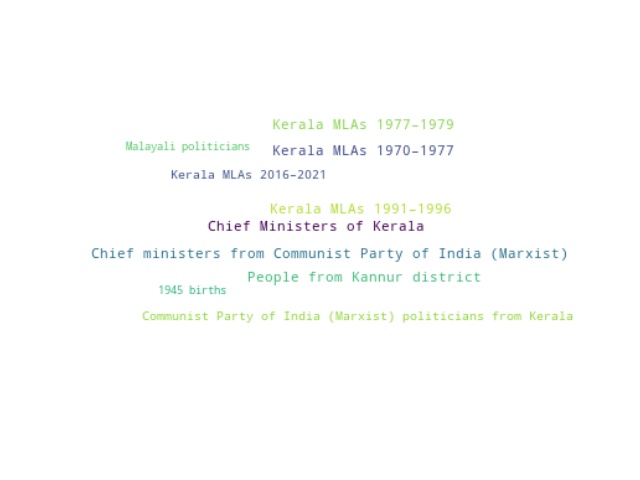 Kerala MLAs 1977–1979
Malayali politicians
Kerala MLAs 1970–1977
Kerala MLAs 2016–2021
Kerala MLAs 1991–1996
Chief Ministers of Kerala
Chief ministers from Communist Party of India (Marxist)
People from Kannur district
1945 births
Communist Party of India (Marxist) politicians from Kerala